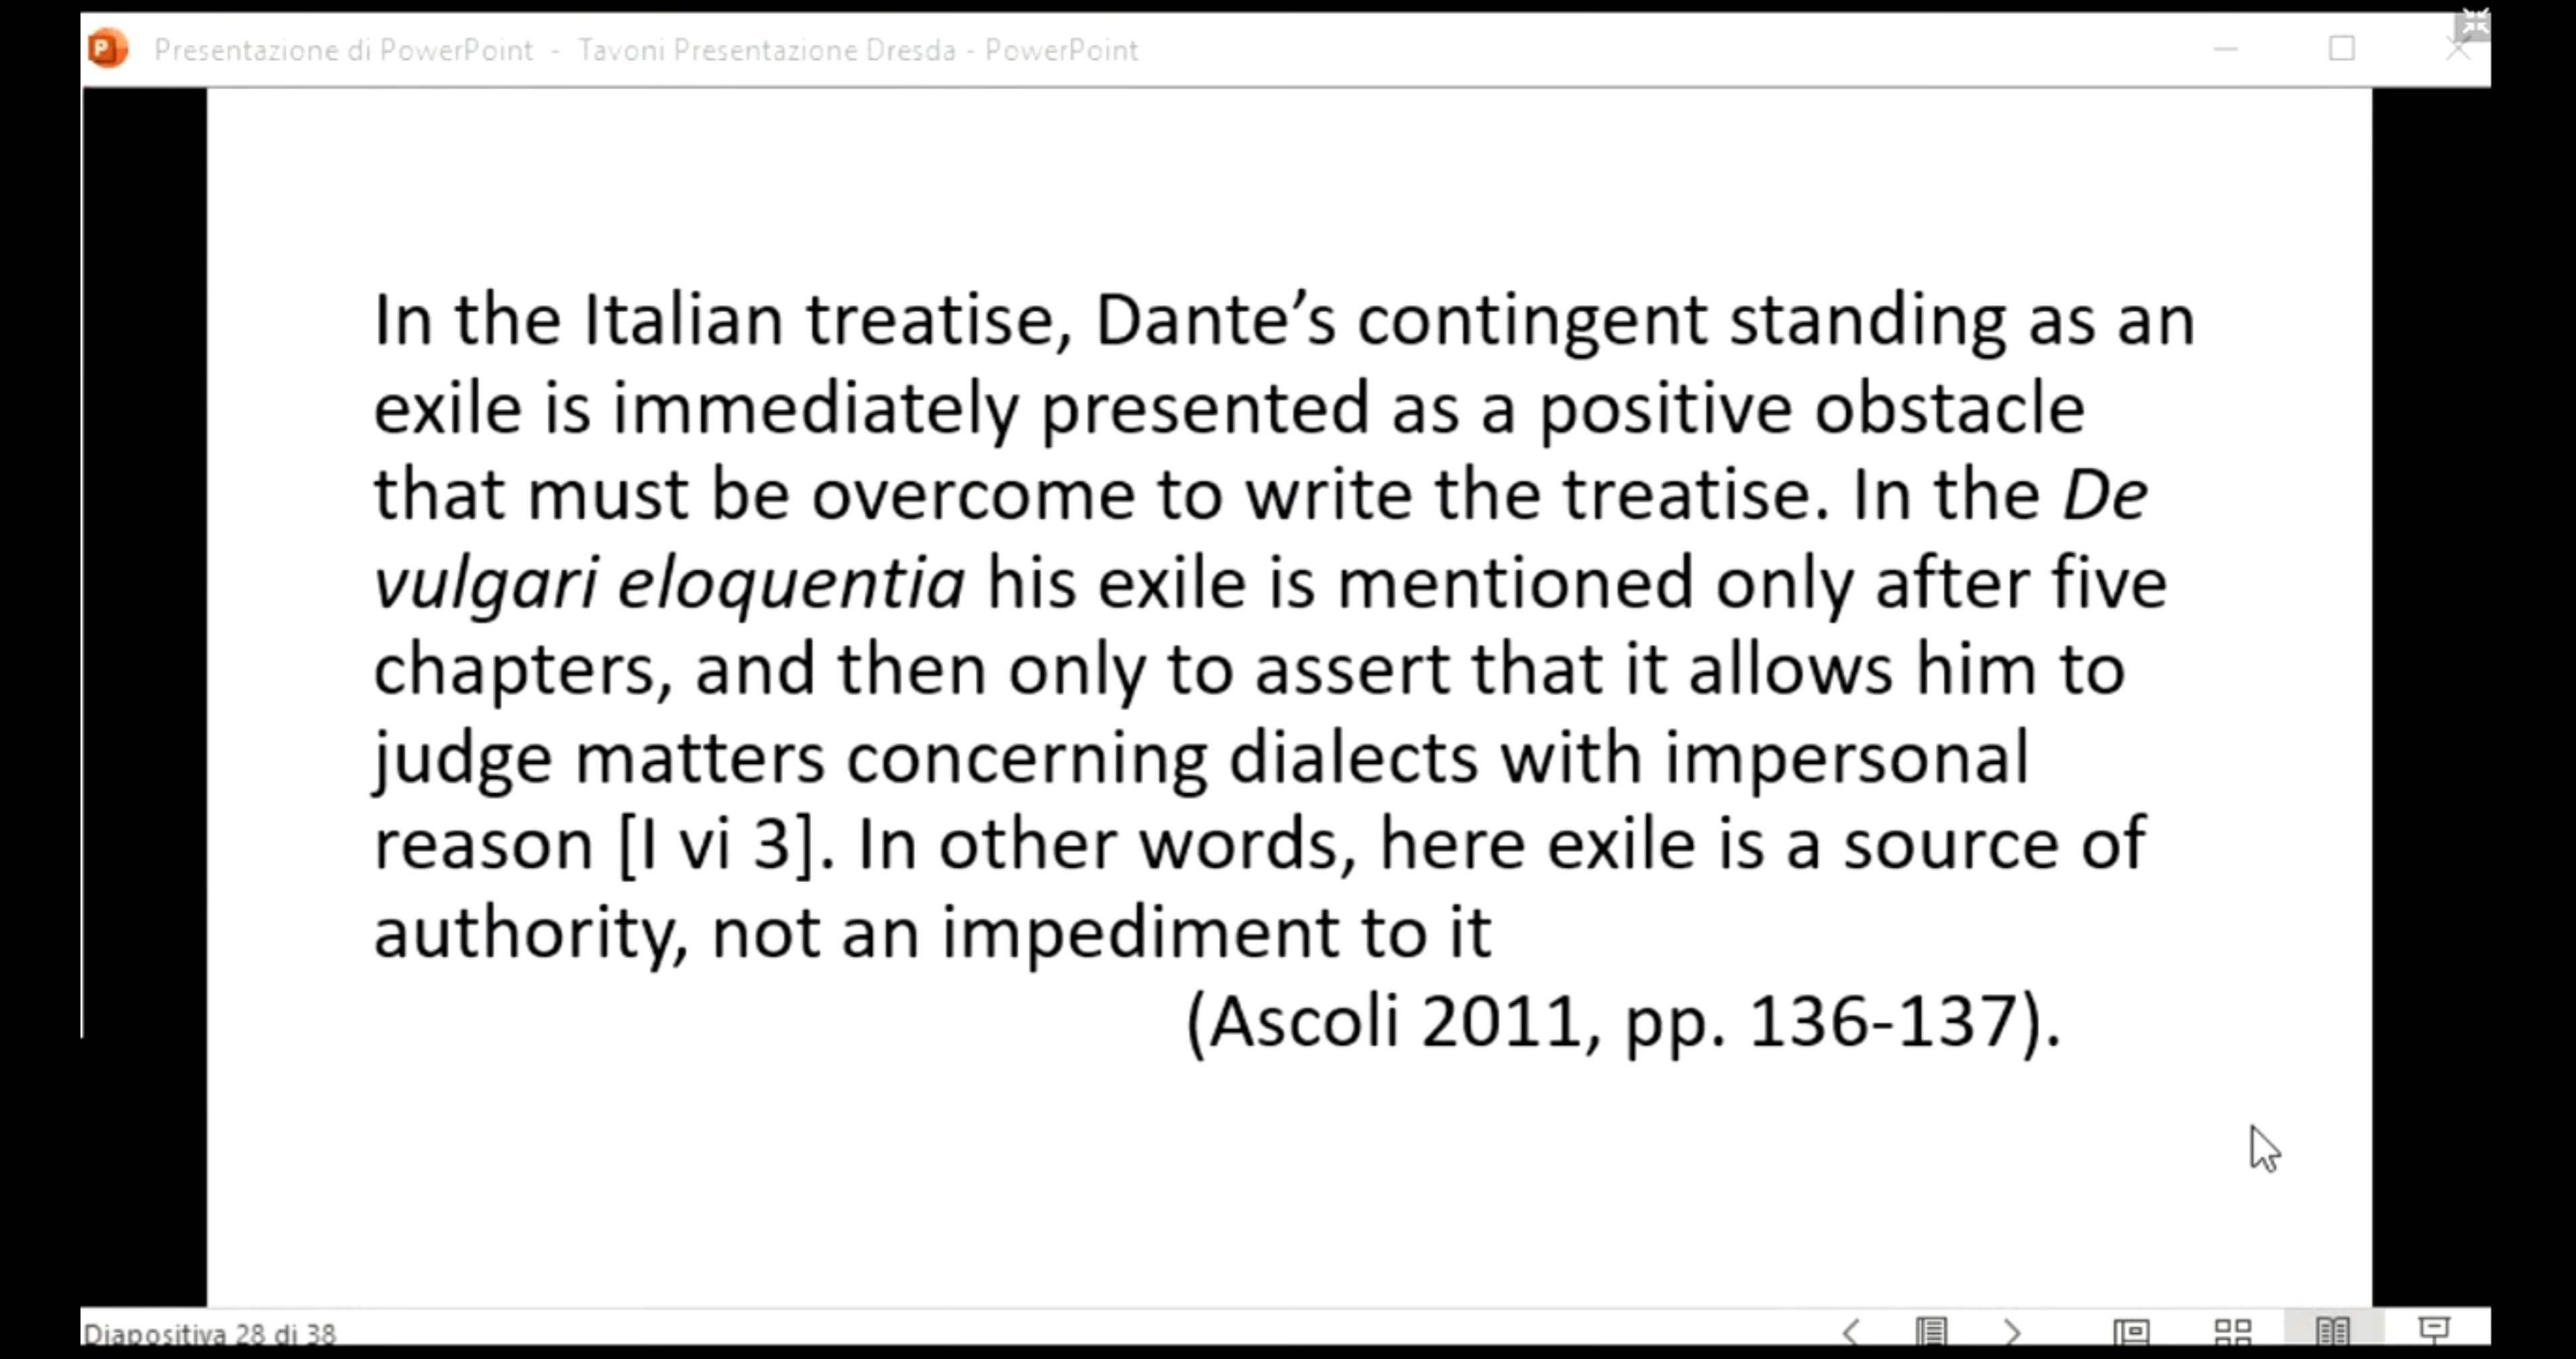 Presentazione di PowerPoint - Tavoni Presentazione Dresda - PowerPoint
In the Italian treatise, Dante’s contingent standing as an
exile is immediately presented as a positive obstacle
that must be overcome to write the treatise. In the De
vulgari eloquentia his exile is mentioned only after five
chapters, and then only to assert that it allows him to
judge matters concerning dialects with impersonal
reason [I vi 3]. In other words, here exile is a source of
authority, not an impediment to it
(Ascoli 2011, pp. 136-137).
Diapositiva 28 di 38